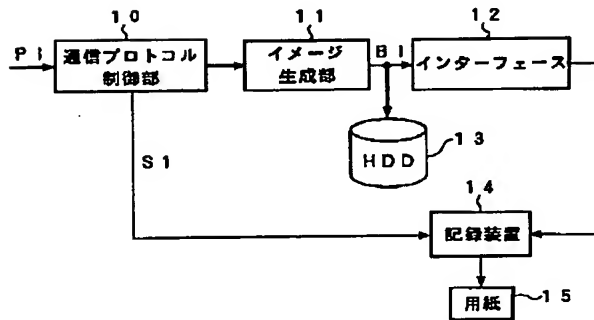 10
11
12
PI
通信プロトコル
制御部
イメージ
生成部
BI
インターフェース
HDD
13
S1
14
記録装置
用紙
15